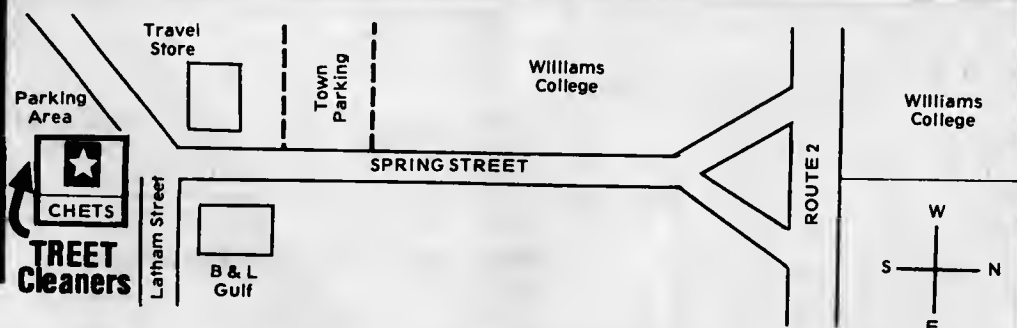 Travel
Store
Town
Parking
Williams
College
Parking
Area
SPRING STREET
ROUTE 2
Williams
College
CHETS
TREET
Cleaners
Latham Street
B & L
Gulf
W
S
N
E